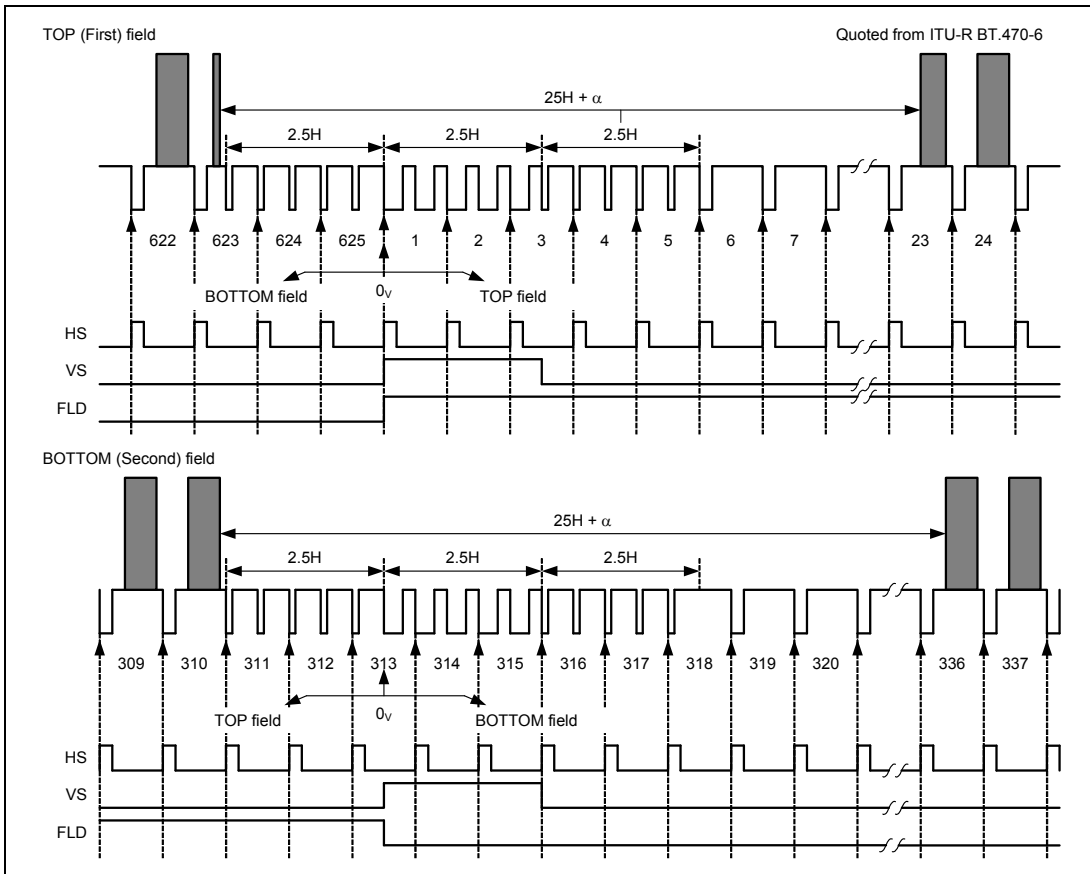 TOP (First) field
Quoted from ITU-R BT.470-6
25H + α
2.5H 2.5H 2.5H
622 623 624 625 1 2 3 4 5 6 7 23 24
BOTTOM field 0V TOP field
HS
VS
FLD
BOTTOM (Second) field
25H + α
2.5H 2.5H 2.5H
309 310 311 312 313 314 315 316 317 318 319 320 336 337
TOP field 0V BOTTOM field
HS
VS
FLD